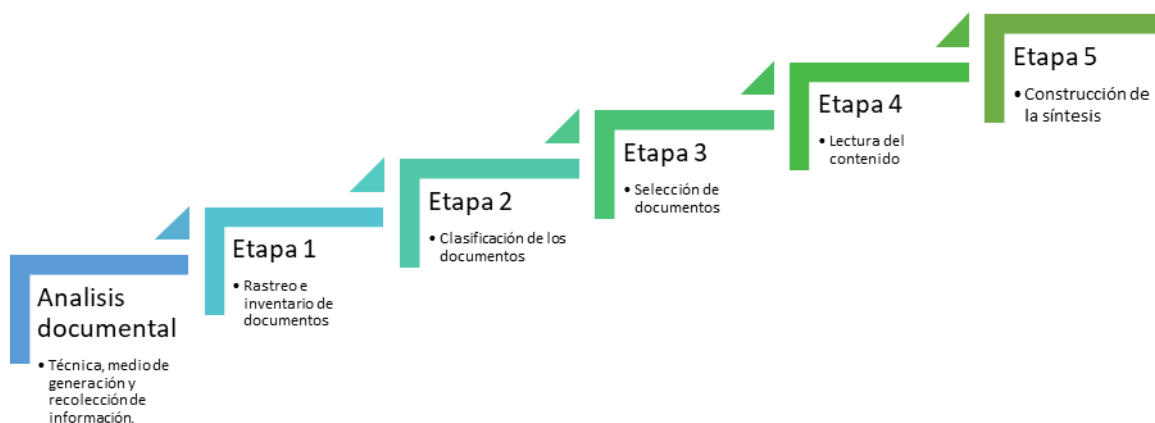 Analisis
documental
• Técnica, medio de
generación y
recolección de
información.
Etapa 1
• Rastreo e
inventario de
documentos
Etapa 2
• Clasificación de los
documentos
Etapa 3
• Selección de
documentos
Etapa 4
• Lectura del
contenido
Etapa 5
• Construcción de
la síntesis